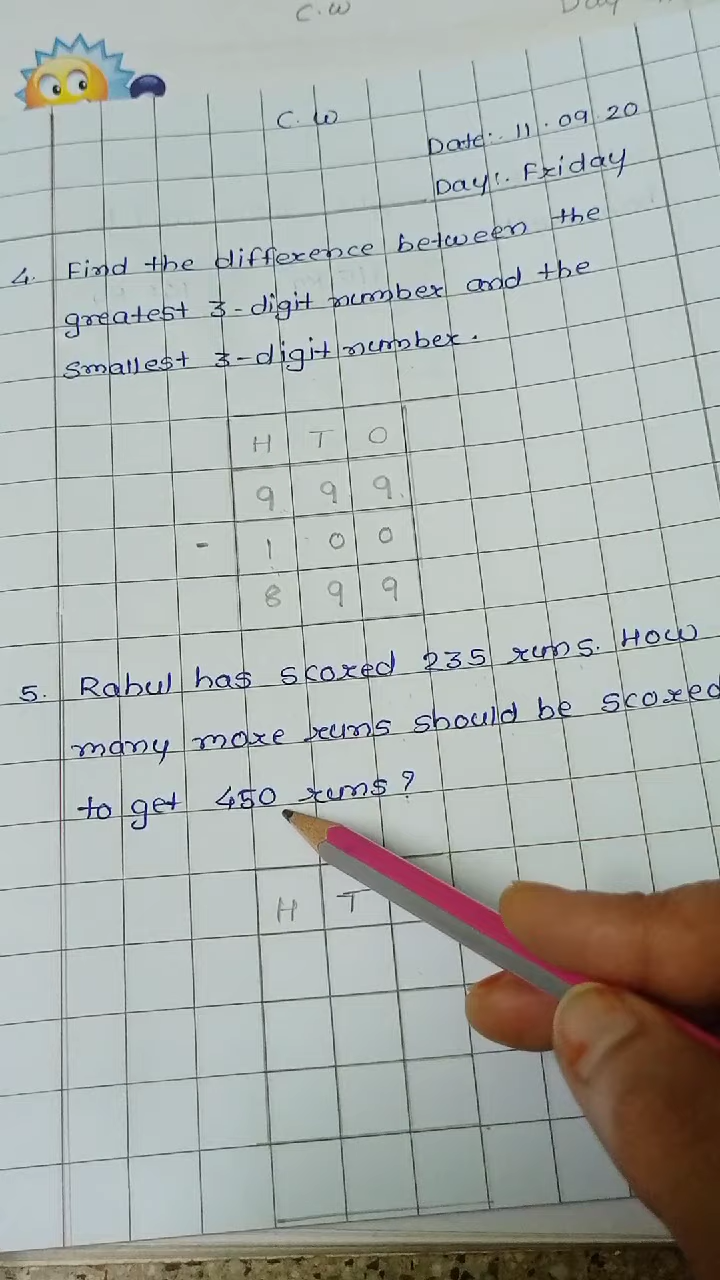 C.W
Day
C.W
Date:. 11.09.20
Day:. Friday
4. Find the difference between the
greatest 3-digit number and the
smallest 3-digit number.
H T O
9 9 9
- 1 0 0
8 9 9
5. Rahul has scored 235 runs. How
many more runs should be scored
to get 450 runs?
H T